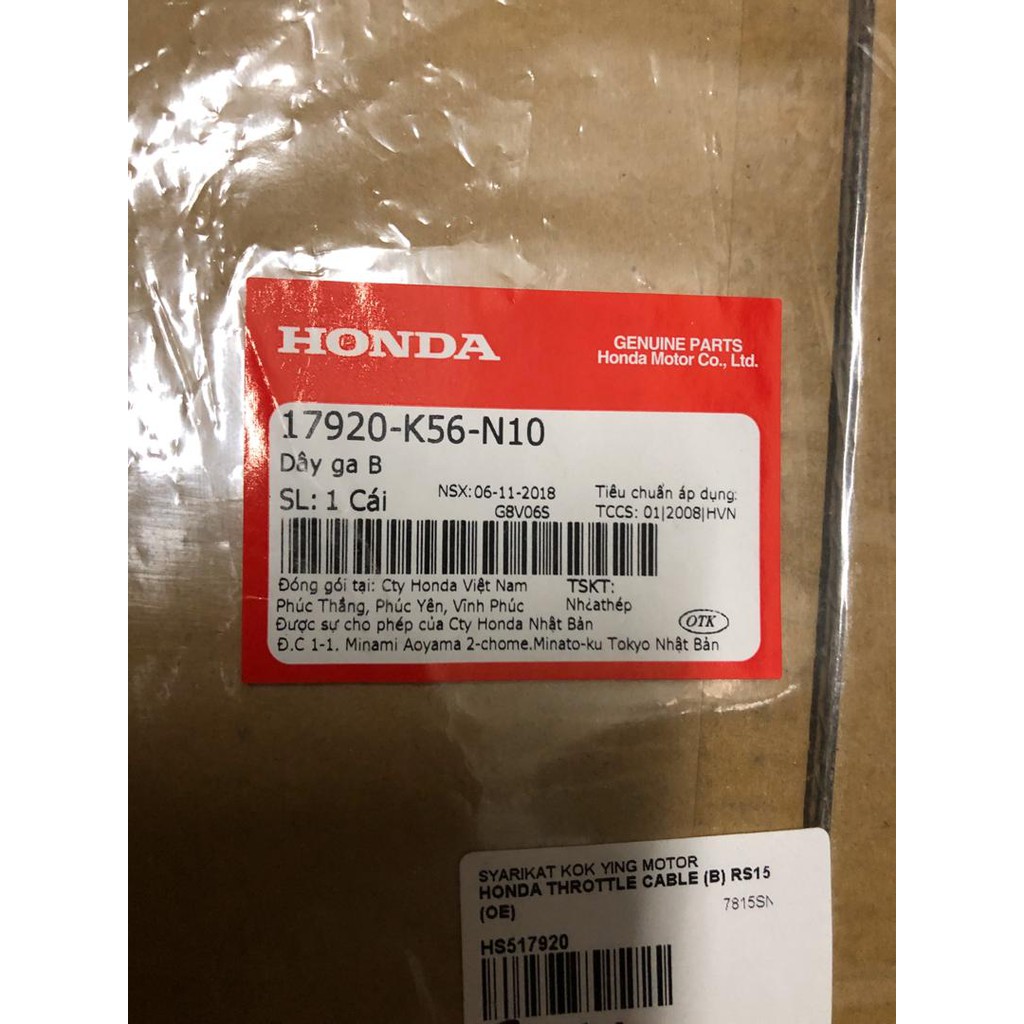 HONDA
GENUINE PARTS
Honda Motor Co., Ltd.
17920-K56-N10
Dây ga B
SL: 1 Cái
NSX: 06-11-2018
G8V06S
Tiêu chuẩn áp dụng:
TCCS: 01|2008|HVN
Đóng gói tại: Cty Honda Việt Nam
Phúc Thắng, Phúc Yên, Vĩnh Phúc
TSKT:
Được sự cho phép của Cty Honda Nhật Bản
OTK
Đ.C 1-1. Minami Aoyama 2-chome.Minato-ku Tokyo Nhật Bản
SYARIKAT KOK YING MOTOR
HONDA THROTTLE CABLE (B) RS15
(OE)
7815SN
HS517920